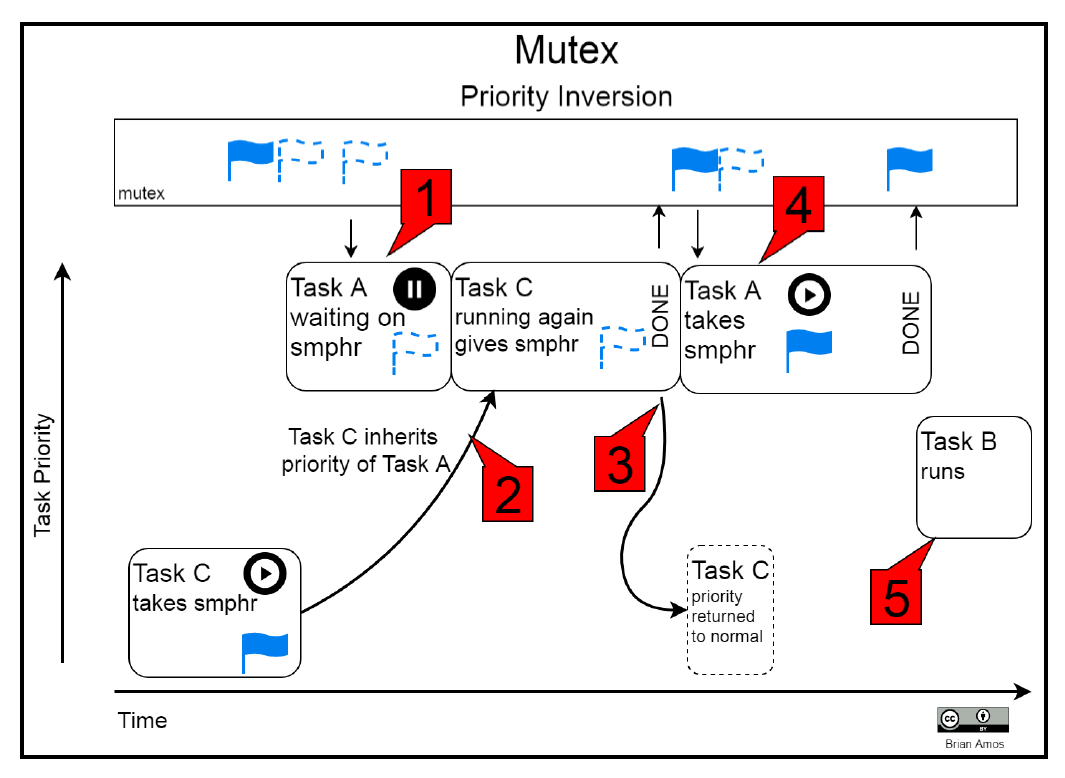 Mutex
Priority Inversion
mutex
1
4
Task A
waiting on
smphr
Task C
running again
gives smphr
DONE
Task A
takes
smphr
DONE
Task C inherits
priority of Task A
2
3
Task B
runs
5
Task C
takes smphr
Task C
priority
returned
to normal
Task Priority
Time
cc
BY
Brian Amos